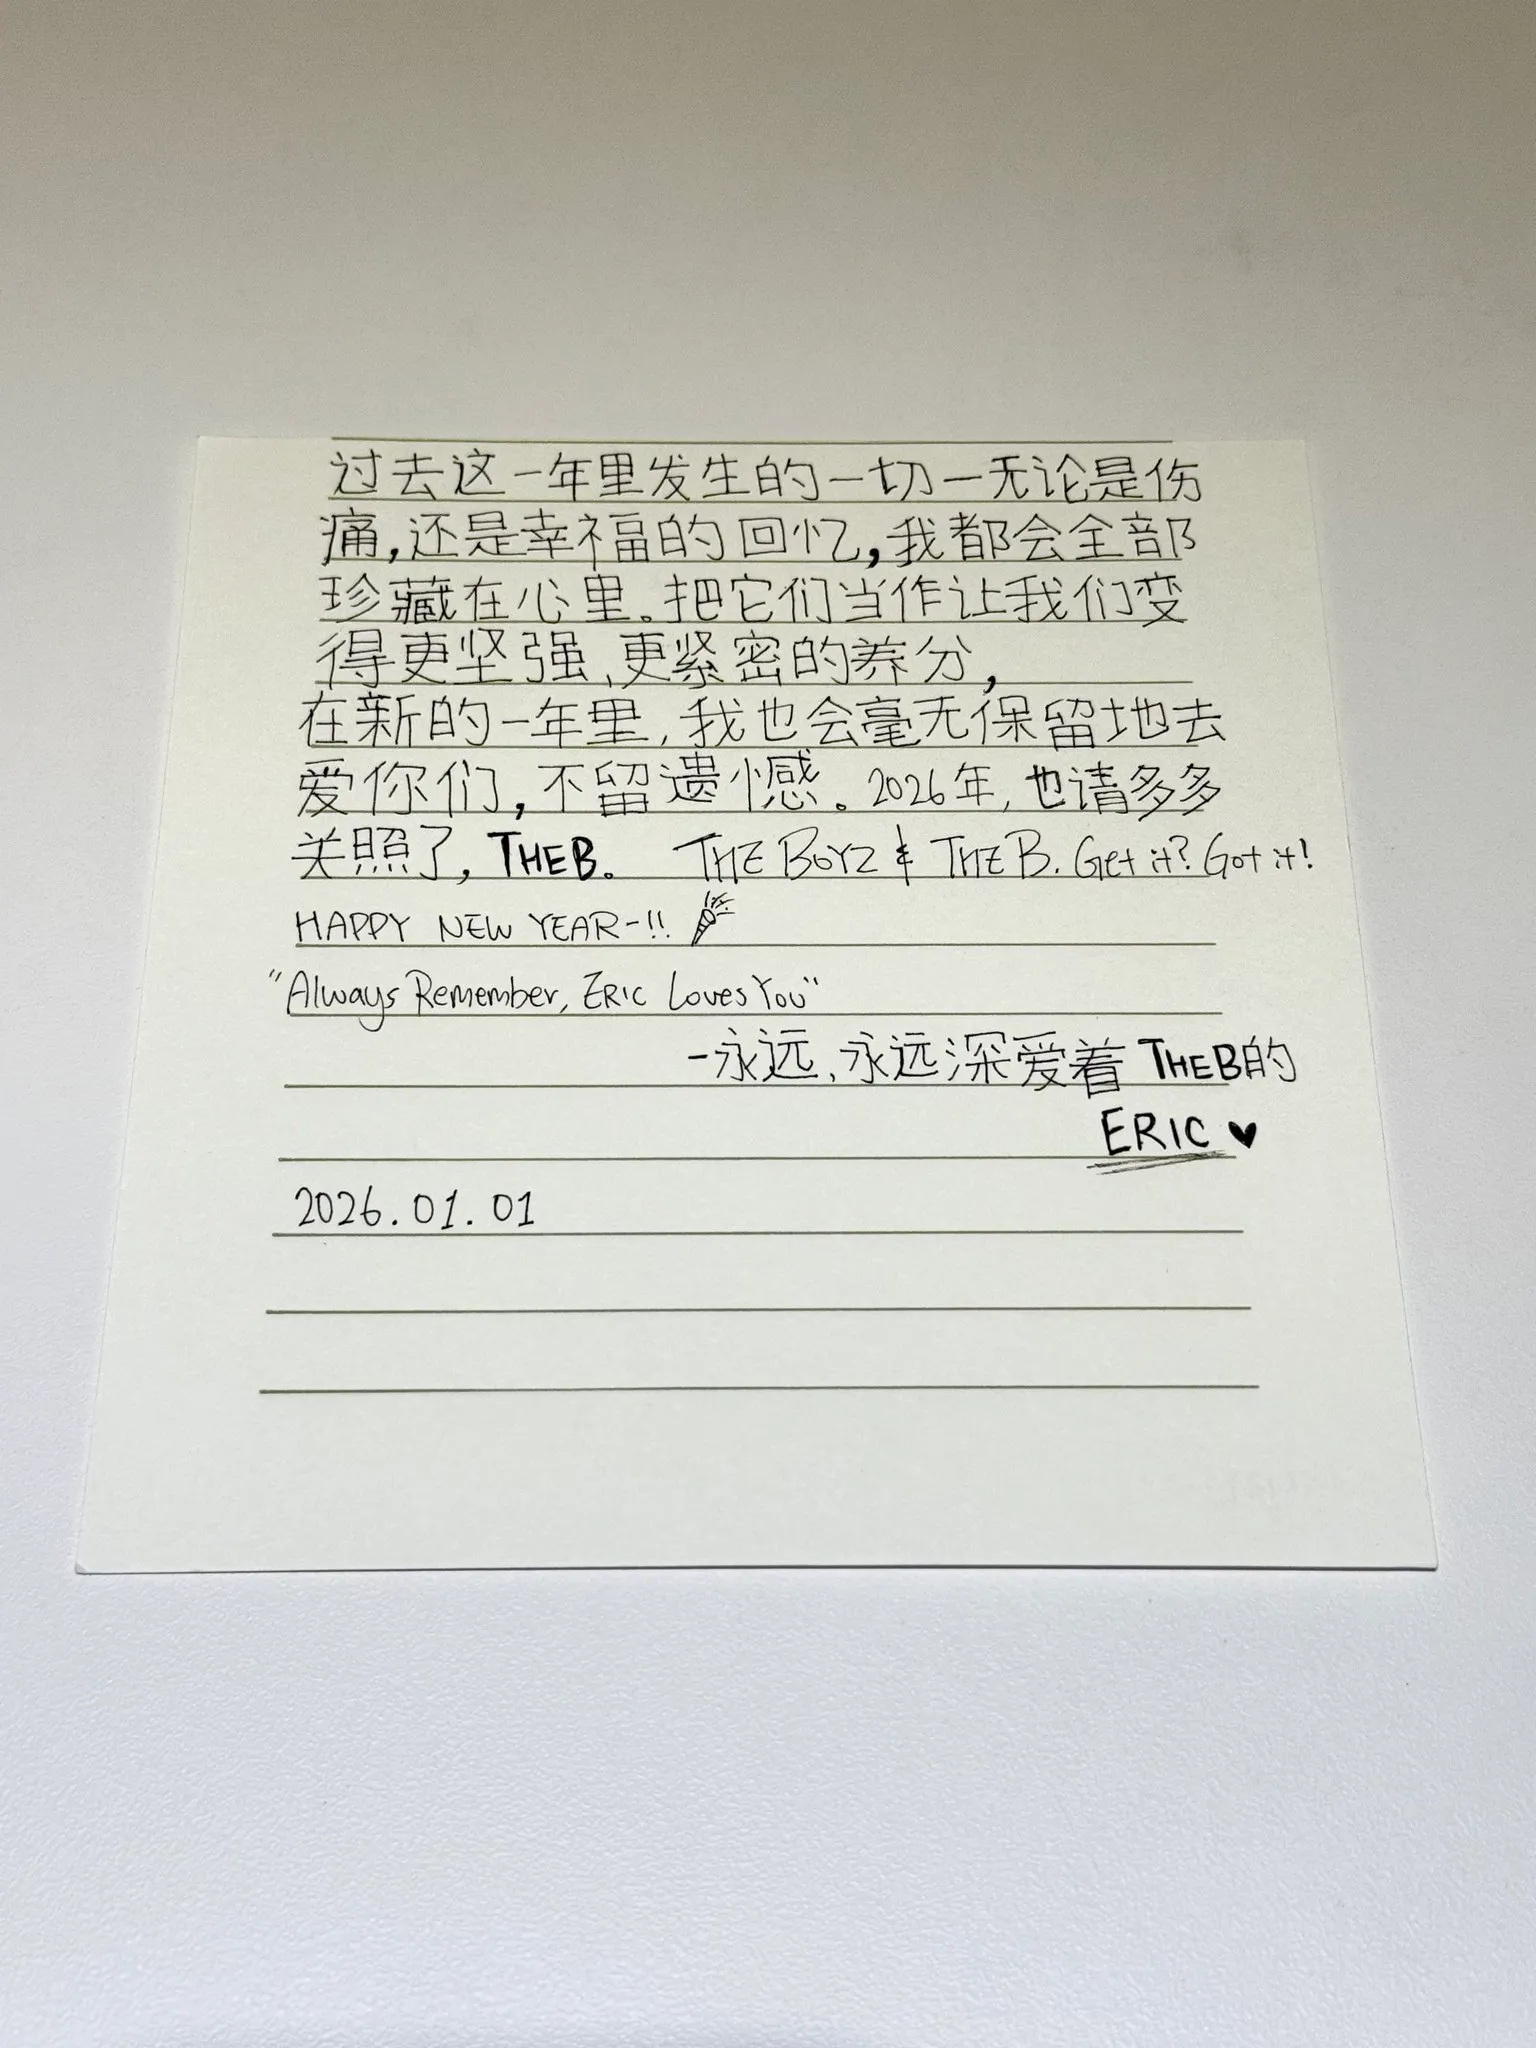 过去这一年里发生的一切一无论是伤
痛,还是幸福的回忆,我都会全部
珍藏在心里。把它们当作让我们变
得更坚强、更紧密的养分,
在新的一年里,我也会毫无保留地去
爱你们,不留遗憾。2026年,也请多多
关照了,THEB. THE BOYZ & THE B. Get it? Got it!
HAPPY NEW YEAR-!!
"Always Remember, ERIC Loves You"
-永远、永远深爱着THEB的
ERIC ♥
2026.01.01